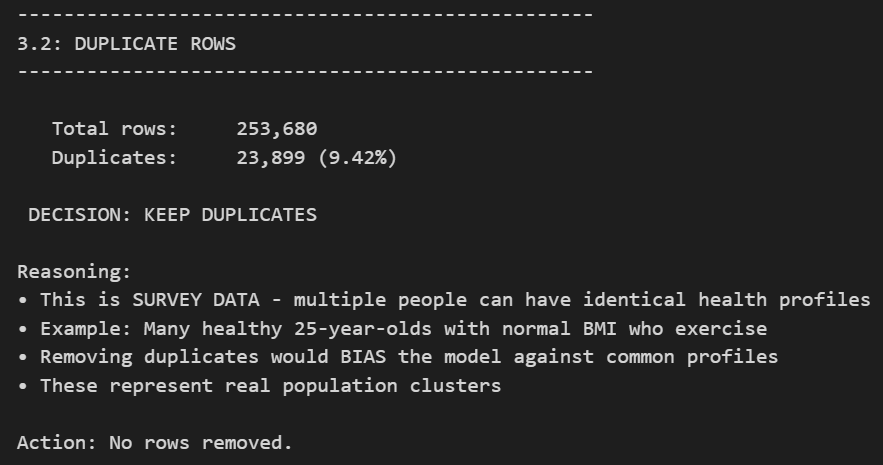 --------------------------------------------------
3.2: DUPLICATE ROWS
--------------------------------------------------
Total rows: 253,680
Duplicates: 23,899 (9.42%)
DECISION: KEEP DUPLICATES
Reasoning:
• This is SURVEY DATA - multiple people can have identical health profiles
• Example: Many healthy 25-year-olds with normal BMI who exercise
• Removing duplicates would BIAS the model against common profiles
• These represent real population clusters
Action: No rows removed.